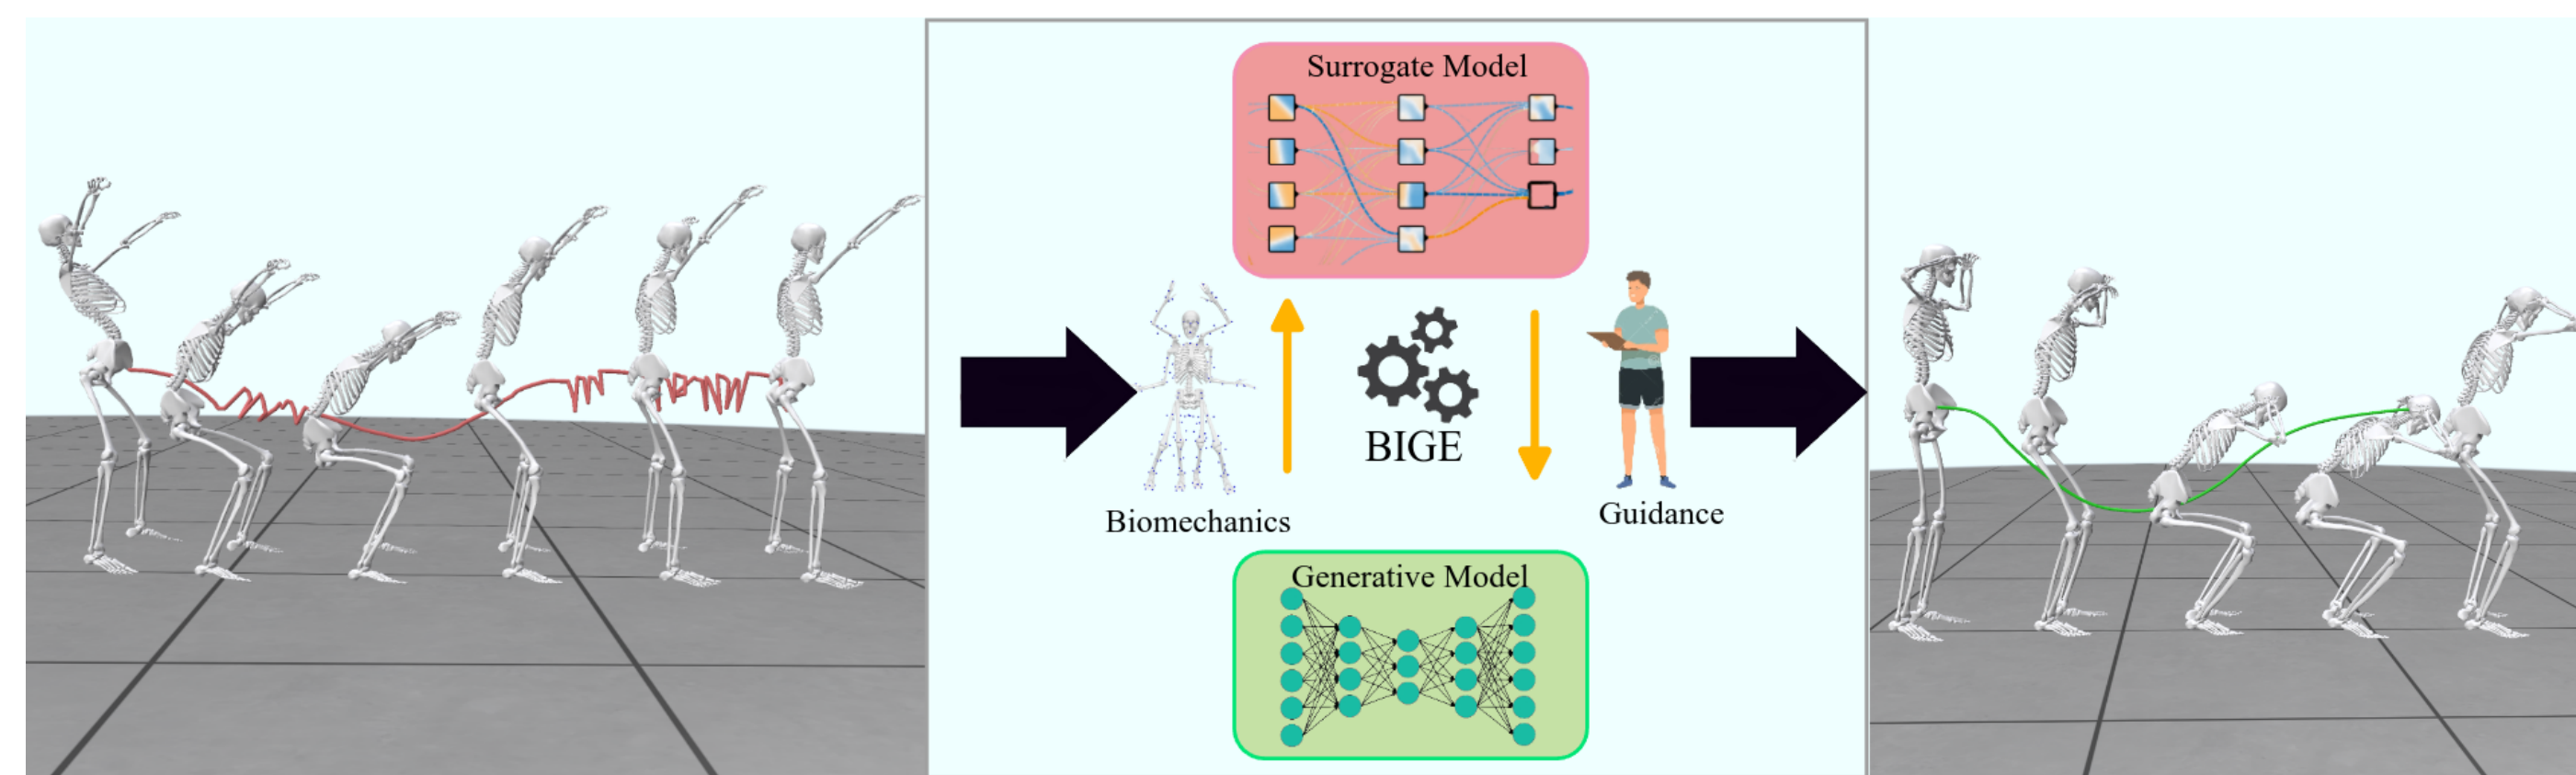 Surrogate Model
BIGE
Biomechanics
Guidance
Generative Model